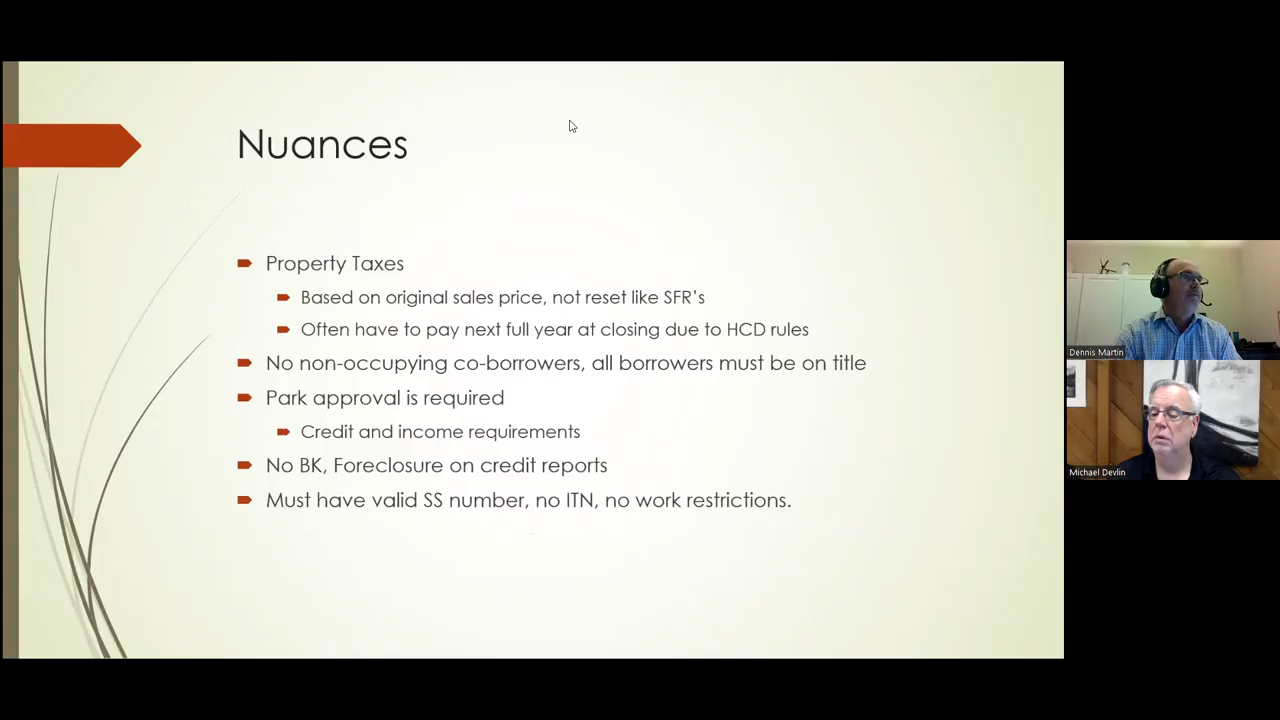 Nuances
Property Taxes
Based on original sales price, not reset like SFR's
Often have to pay next full year at closing due to HCD rules
No non-occupying co-borrowers, all borrowers must be on title
Park approval is required
Credit and income requirements
No BK, Foreclosure on credit reports
Must have valid SS number, no ITN, no work restrictions.
Dennis Martin
Michael Devlin